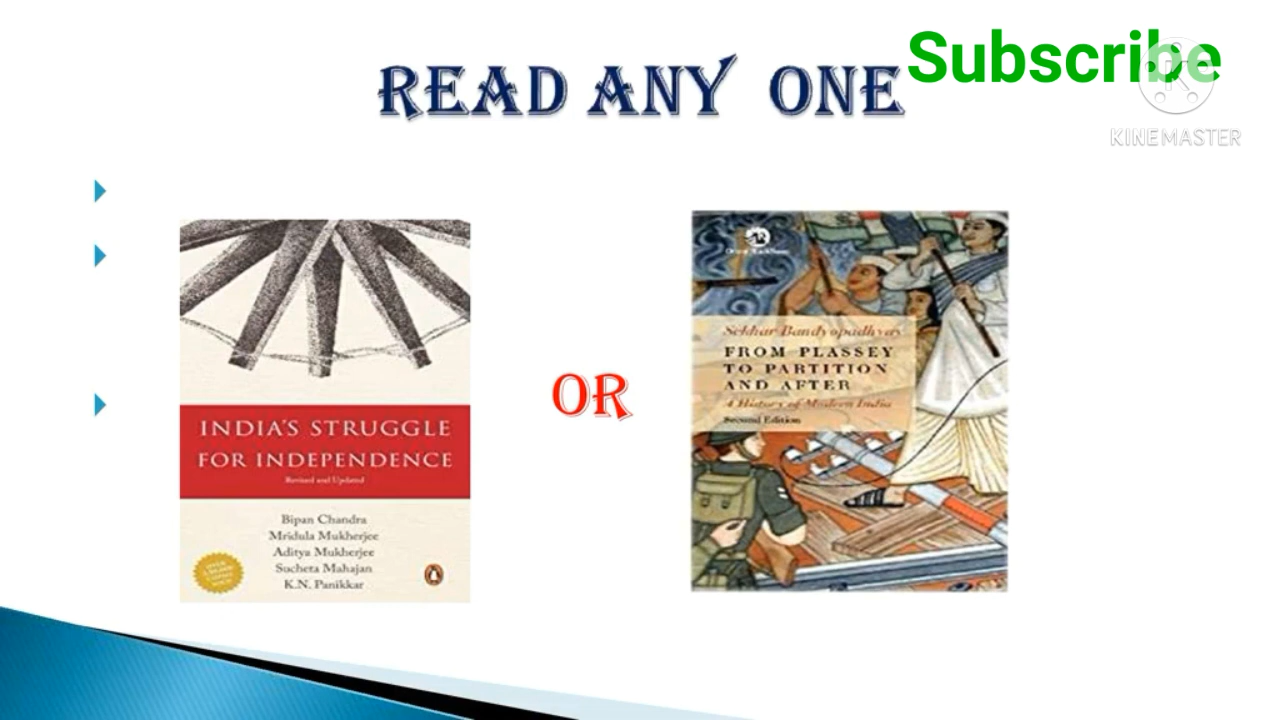 Subscribe
READ ANY ONE
KINEMASTER
INDIA'S STRUGGLE
FOR INDEPENDENCE
Revised and Updated
Bipan Chandra
Mridula Mukherjee
Aditya Mukherjee
Sucheta Mahajan
K.N. Panikkar
OR
Sekhar Bandyopadhyay
FROM PLASSEY
TO PARTITION
AND AFTER
A History of Modern India
Second Edition